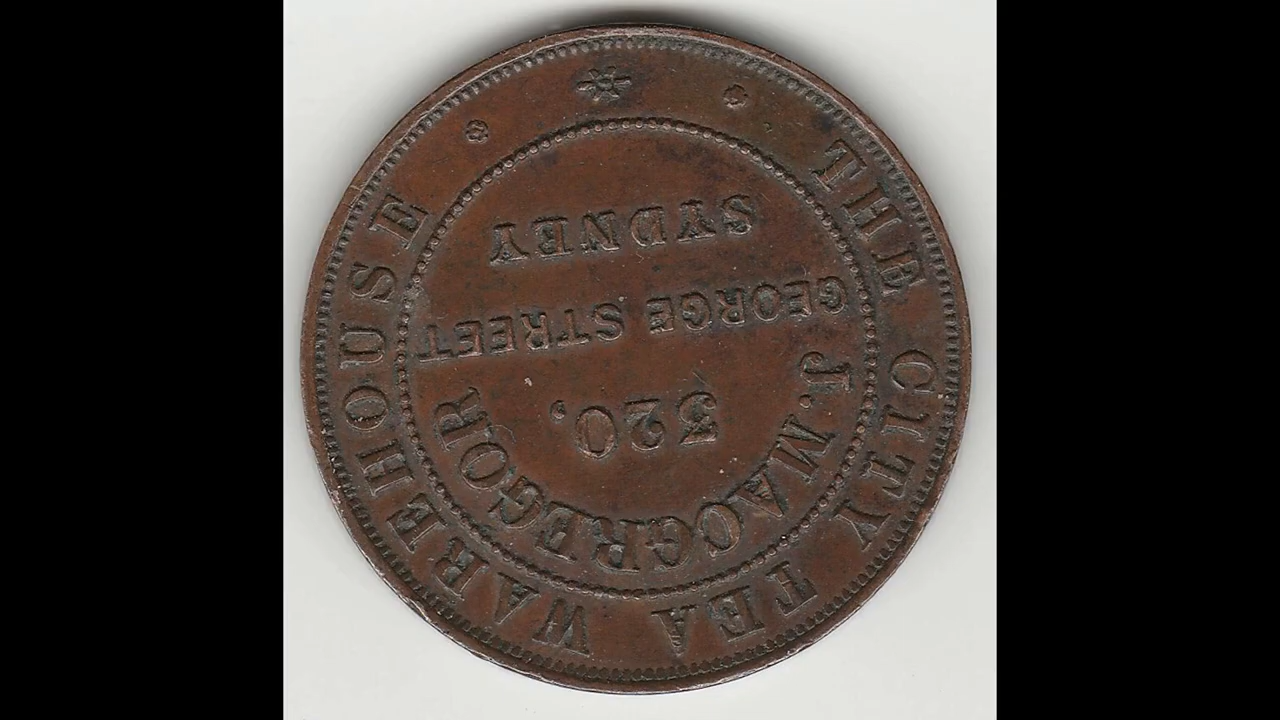 THE CITY TEA WAREHOUSE
J. MACGREGOR
320,
GEORGE STREET
SYDNEY